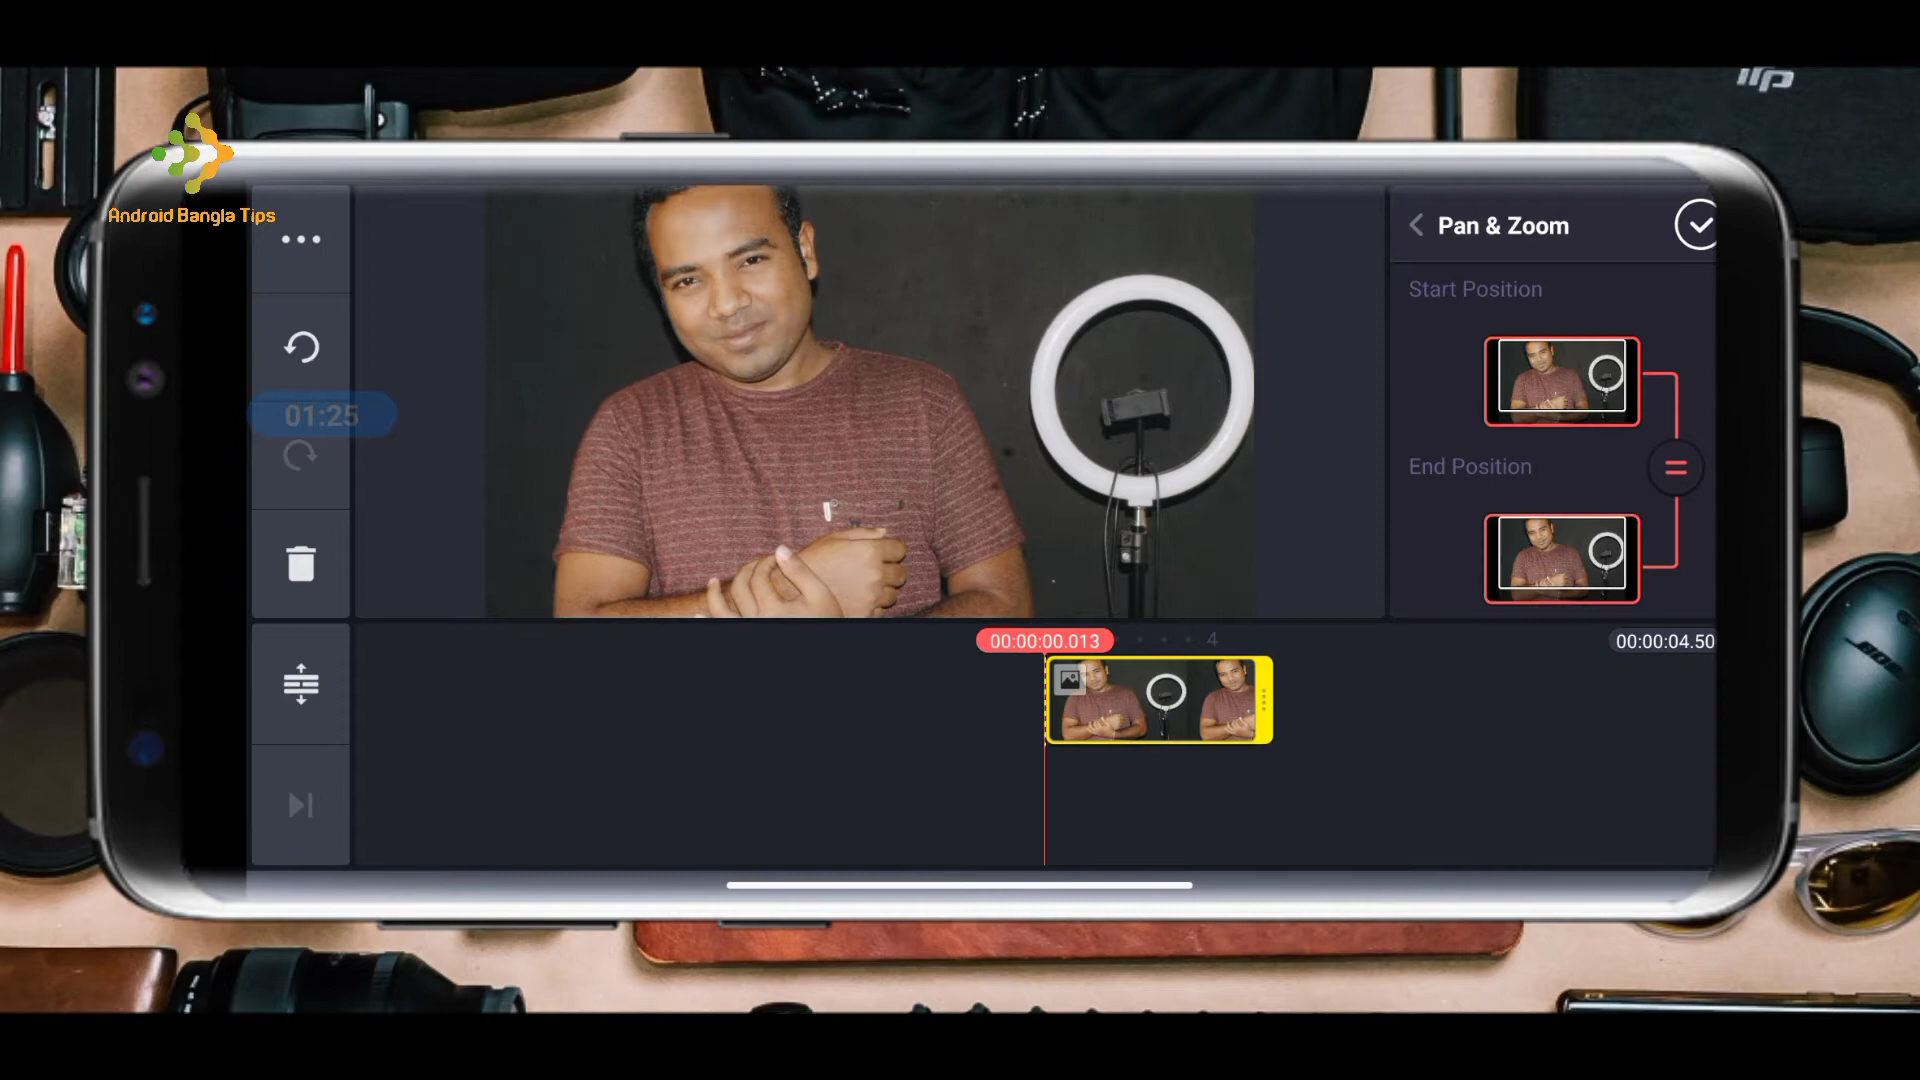 Android Bangla Tips
01:25
Pan & Zoom
Start Position
End Position
00:00:00.013
4
00:00:04.50
BOSE